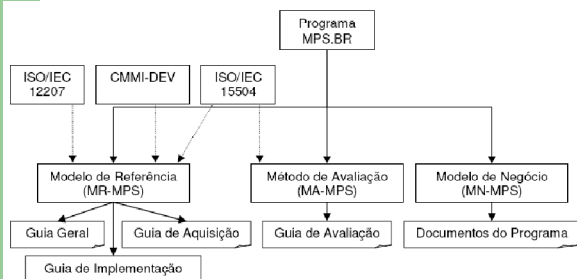 Programa
MPS.BR
ISO/IEC
12207
CMMI-DEV
ISO/IEC
15504
Modelo de Referência
(MR-MPS)
Método de Avaliação
(MA-MPS)
Modelo de Negócio
(MN-MPS)
Guia Geral
Guia de Aquisição
Guia de Avaliação
Documentos do Programa
Guia de Implementação